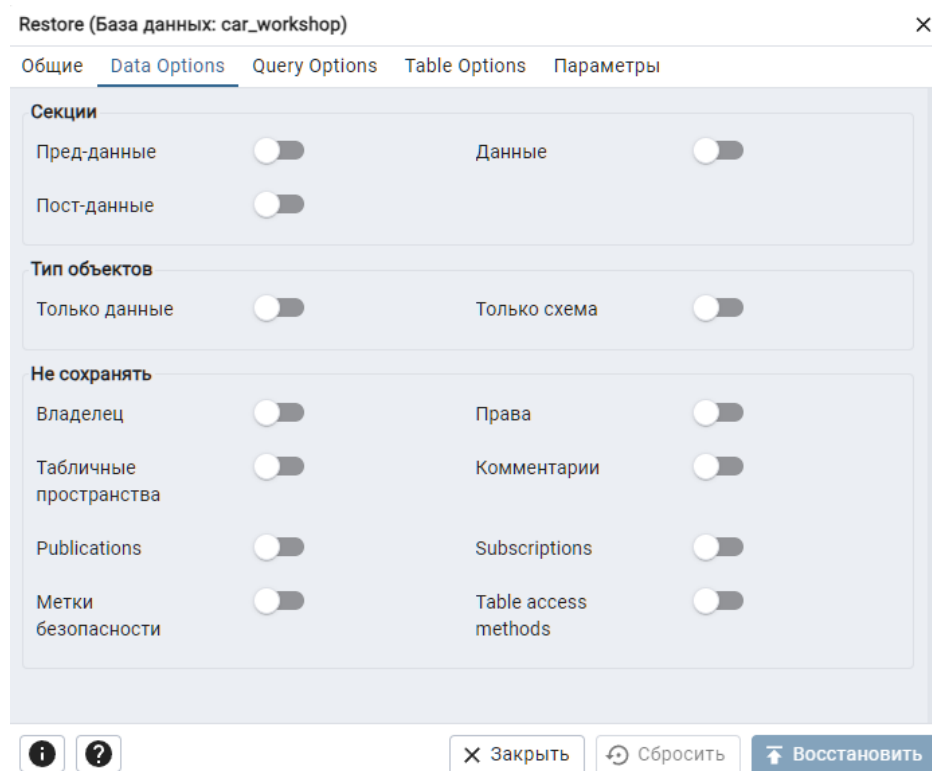 Restore (База данных: car_workshop)
Общие Data Options Query Options Table Options Параметры
Секции
Пред-данные Данные
Пост-данные
Тип объектов
Только данные Только схема
Не сохранять
Владелец Права
Табличные пространства Комментарии
Publications Subscriptions
Метки безопасности Table access methods
Закрыть Сбросить Восстановить